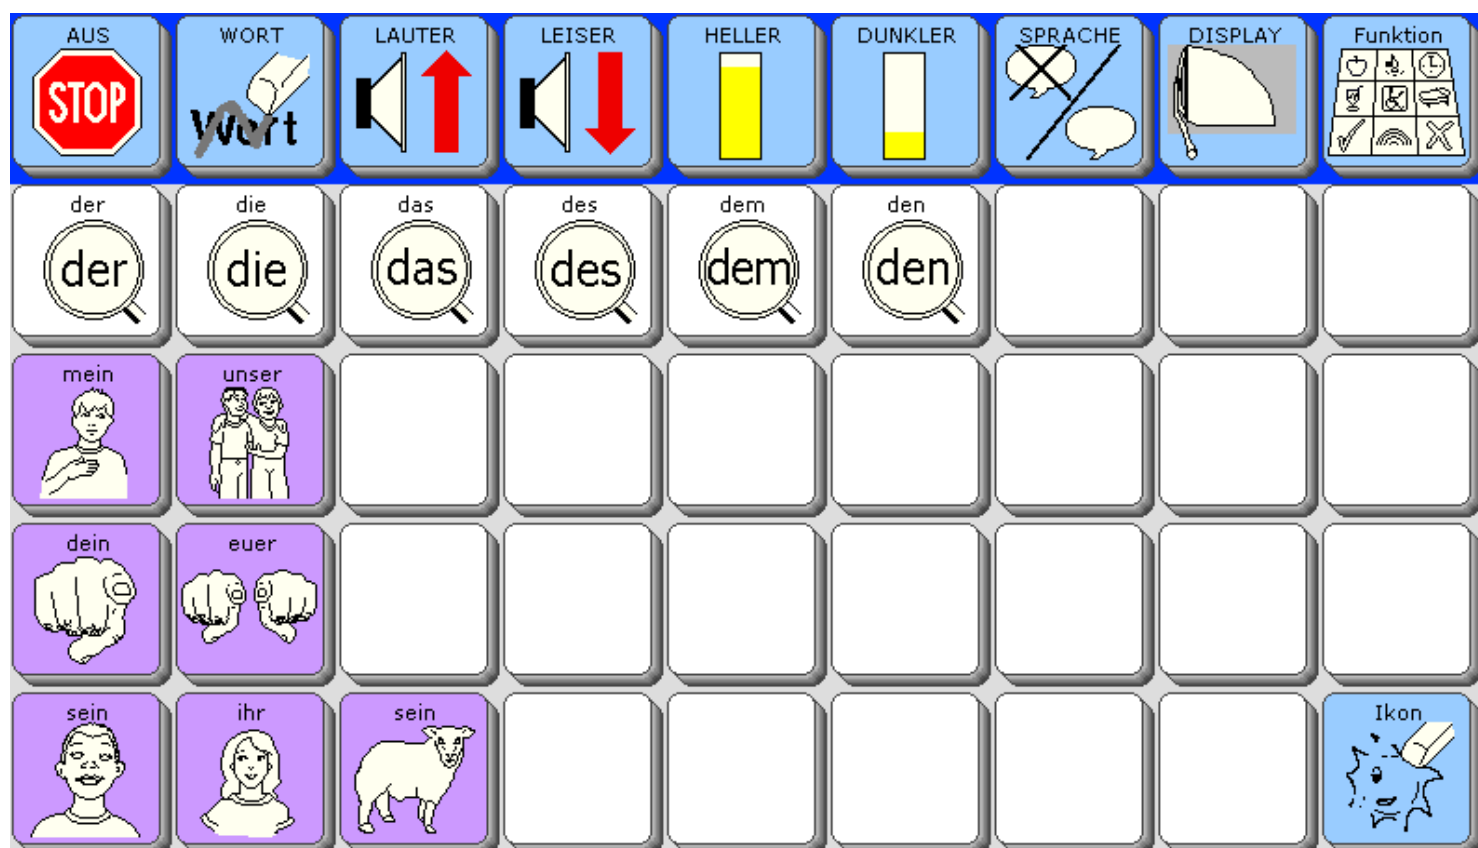 AUS WORT LAUTER LEISER HELLER DUNKLER SPRACHE DISPLAY Funktion
STOP Wort
der die das des dem den
der die das des dem den
mein unser
dein euer
sein ihr sein Ikon